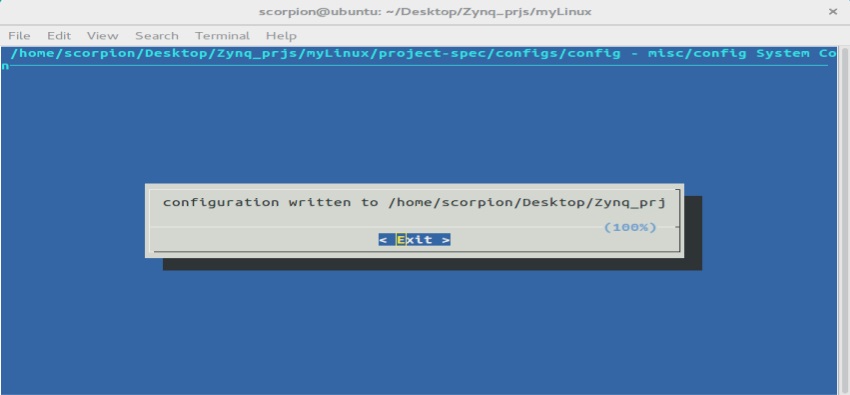 scorpion@ubuntu: ~/Desktop/Zynq_prjs/myLinux ×
File Edit View Search Terminal Help
/home/scorpion/Desktop/Zynq_prjs/myLinux/project-spec/configs/config - misc/config System Co
n
configuration written to /home/scorpion/Desktop/Zynq_prj
(100%)
< Exit >